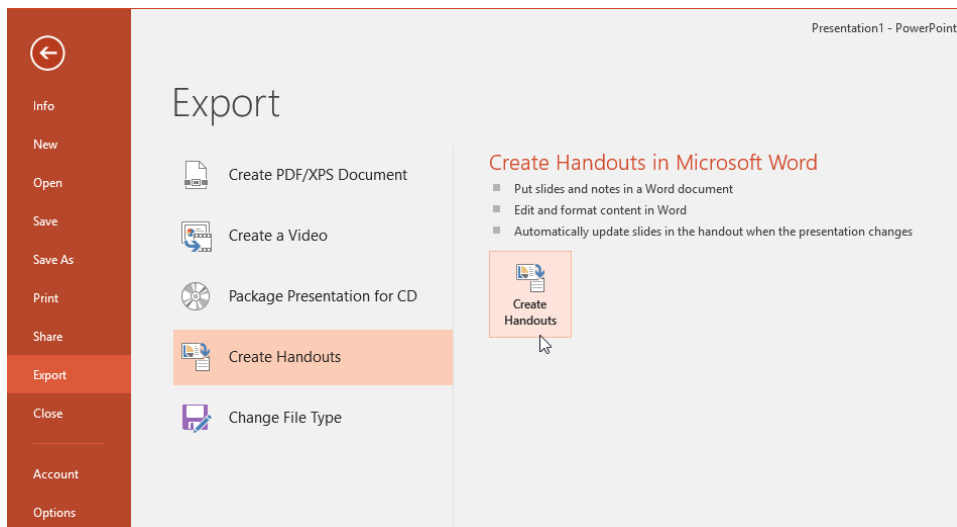 Presentation1 - PowerPoint
Info
New
Open
Save
Save As
Print
Share
Export
Close
Account
Options
Export
Create PDF/XPS Document
Create a Video
Package Presentation for CD
Create Handouts
Change File Type
Create Handouts in Microsoft Word
Put slides and notes in a Word document
Edit and format content in Word
Automatically update slides in the handout when the presentation changes
Create
Handouts